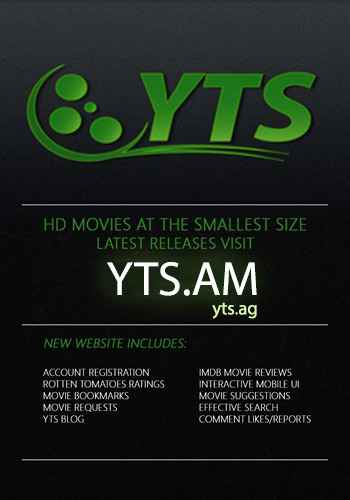 YTS
HD MOVIES AT THE SMALLEST SIZE
LATEST RELEASES VISIT
YTS.AM
yts.ag
NEW WEBSITE INCLUDES:
ACCOUNT REGISTRATION
ROTTEN TOMATOES RATINGS
MOVIE BOOKMARKS
MOVIE REQUESTS
YTS BLOG
IMDB MOVIE REVIEWS
INTERACTIVE MOBILE UI
MOVIE SUGGESTIONS
EFFECTIVE SEARCH
COMMENT LIKES/REPORTS